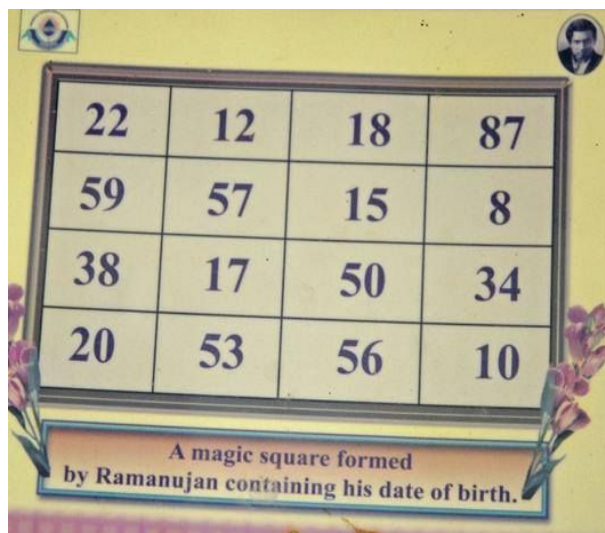 22 12 18 87
59 57 15 8
38 17 50 34
20 53 56 10
A magic square formed
by Ramanujan containing his date of birth.